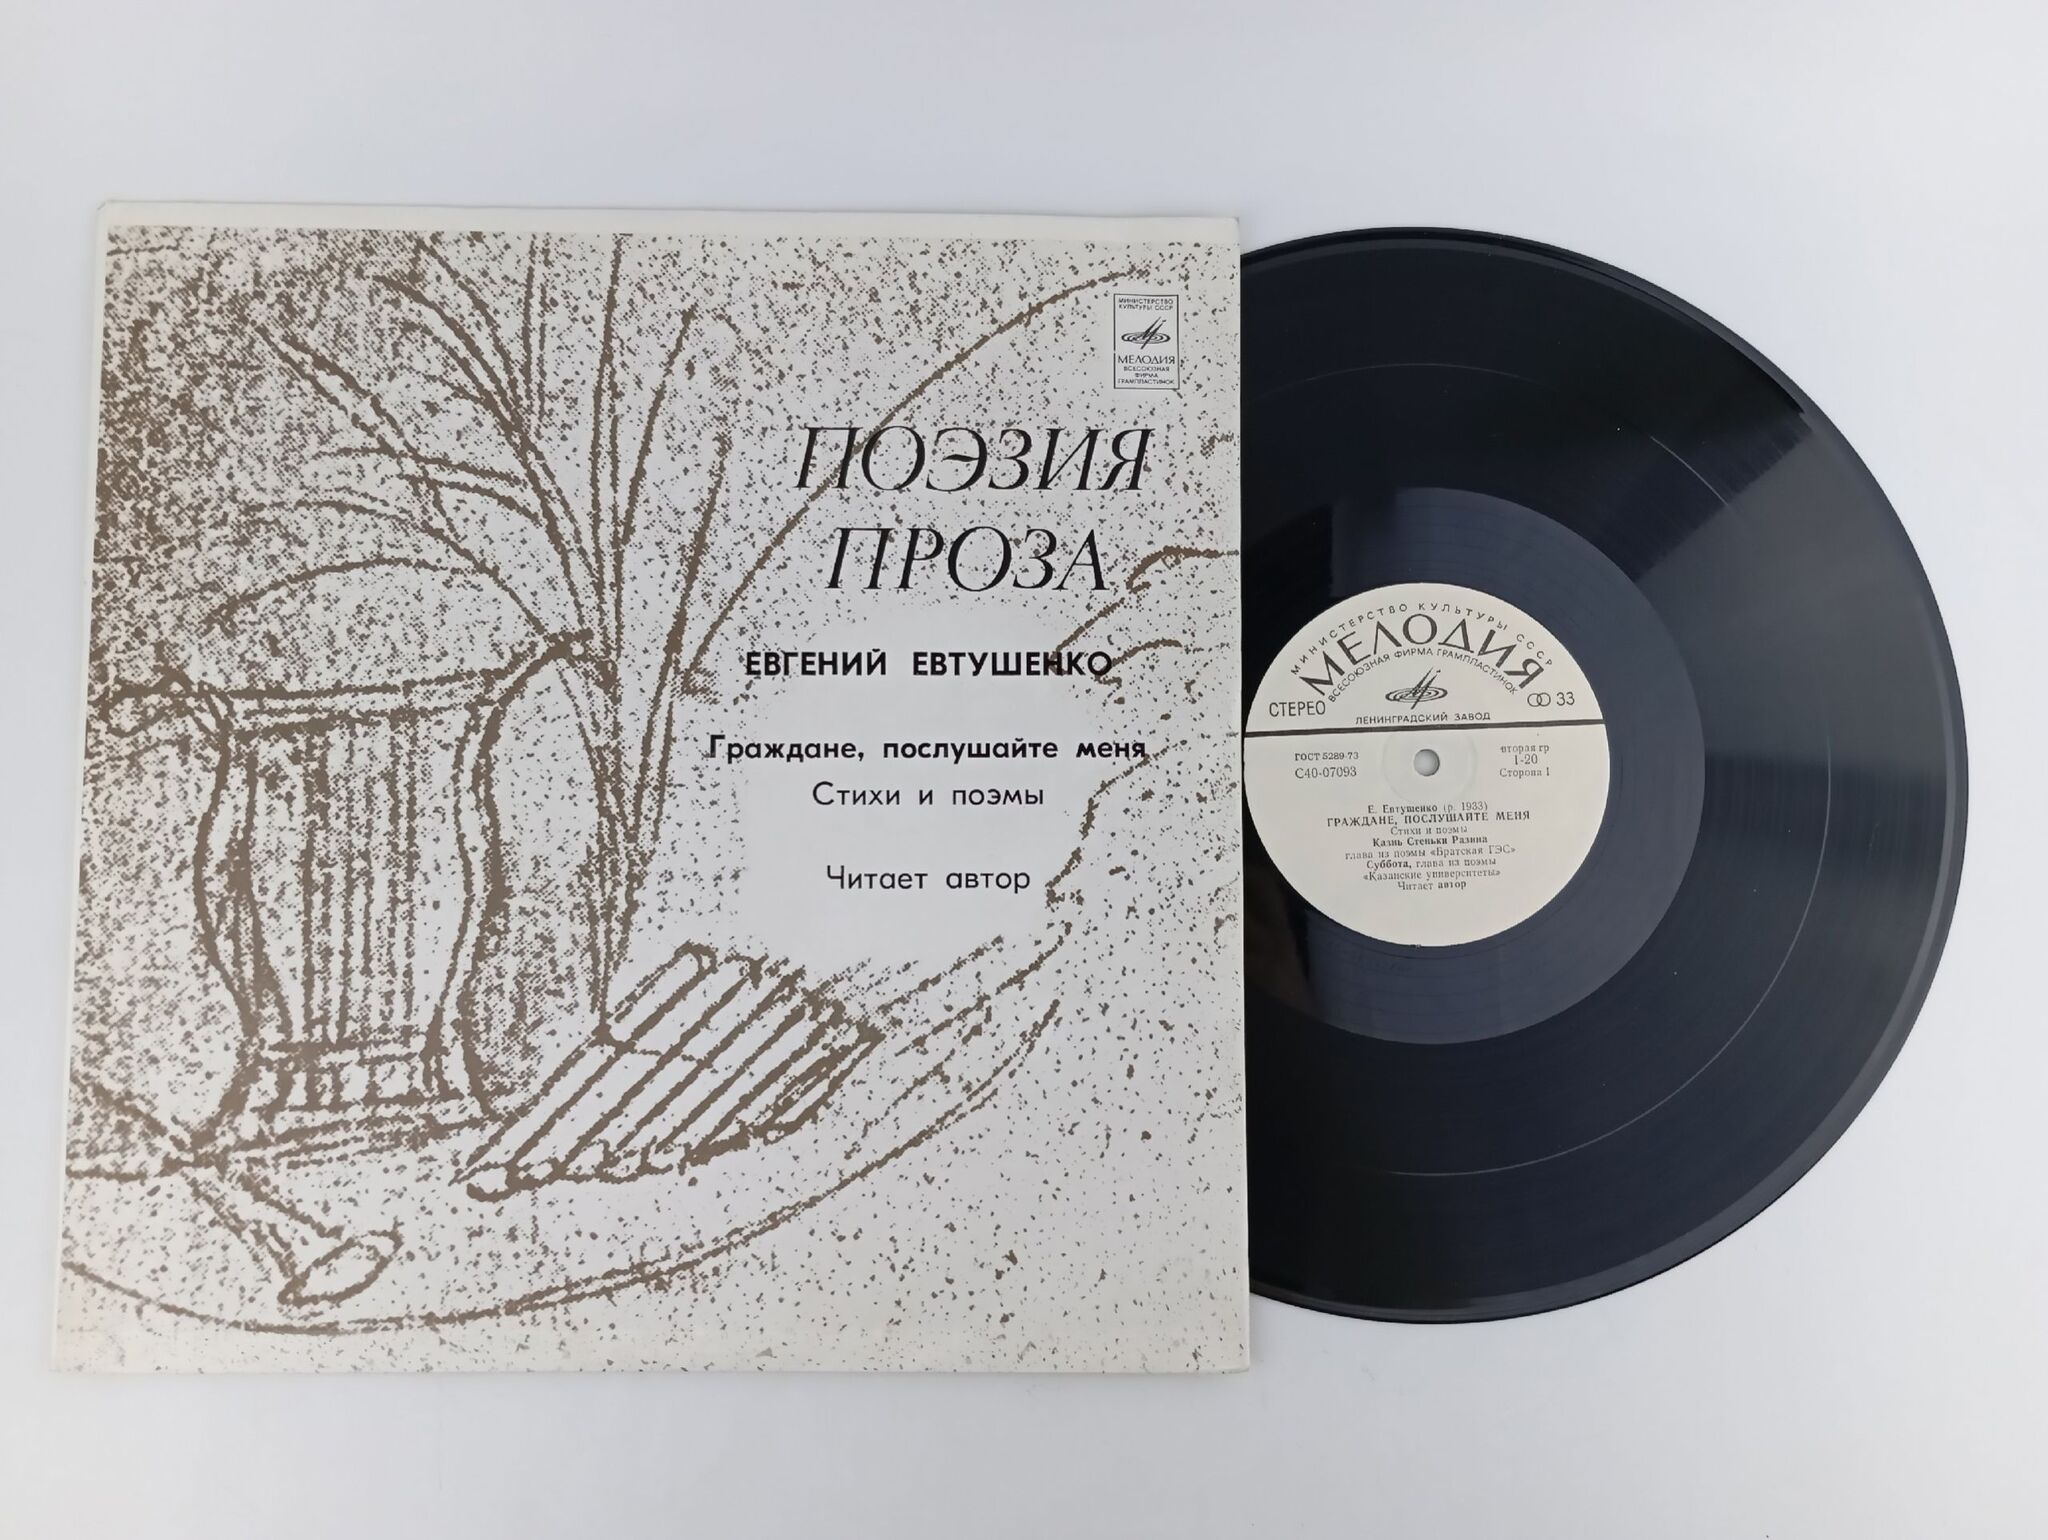 МИНИСТЕРСТВО
КУЛЬТУРЫ СССР
МЕЛОДИЯ
ВСЕСОЮЗНАЯ
ФИРМА
ГРАМПЛАСТИНОК
ПОЭЗИЯ
ПРОЗА
ЕВГЕНИЙ ЕВТУШЕНКО
Граждане, послушайте меня
Стихи и поэмы
Читает автор
МИНИСТЕРСТВО КУЛЬТУРЫ СССР
МЕЛОДИЯ
ВСЕСОЮЗНАЯ ФИРМА ГРАМПЛАСТИНОК
СТЕРЕО
33
ЛЕНИНГРАДСКИЙ ЗАВОД
ГОСТ 5289-73
С40-07093
вторая гр
1-20
Сторона 1
Е. Евтушенко (р. 1933)
ГРАЖДАНЕ, ПОСЛУШАЙТЕ МЕНЯ
Стихи и поэмы
Казнь Стеньки Разина
глава из поэмы «Братская ГЭС»
Суббота, глава из поэмы
«Казанские университеты»
Читает автор